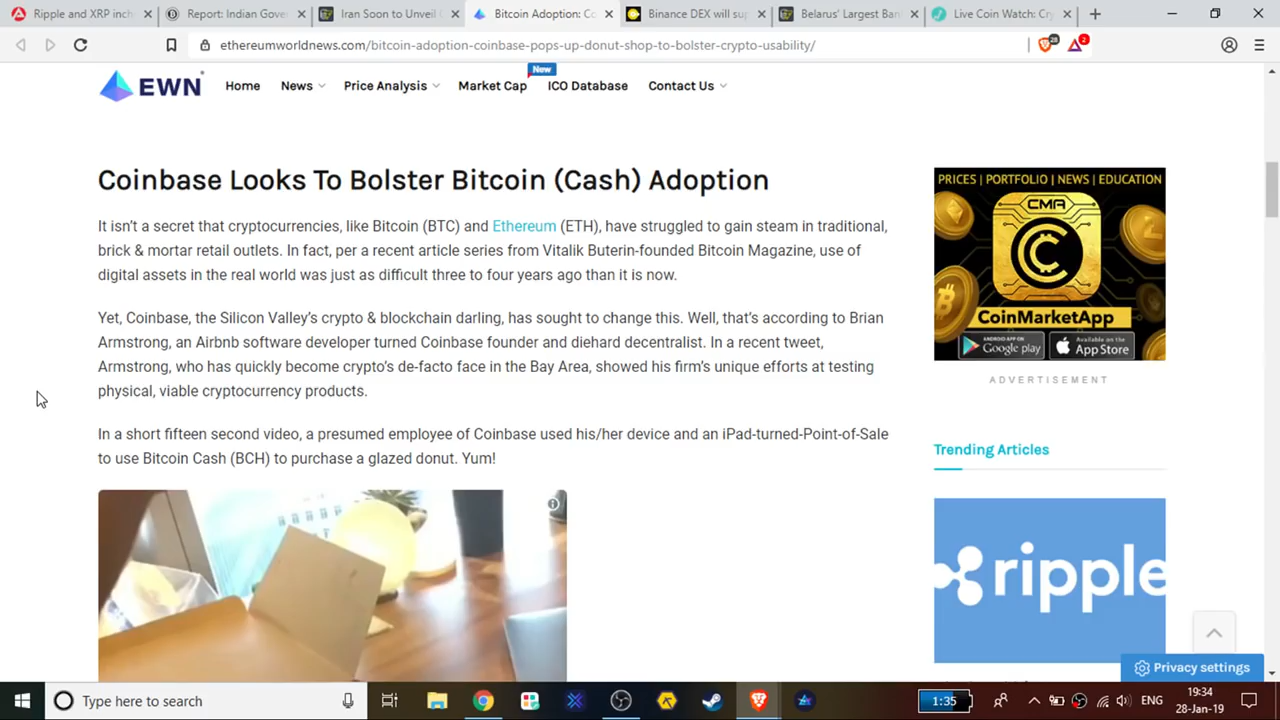 Ripple and XRP inch
Report: Indian Gover
Iran Soon to Unveil C
Bitcoin Adoption: Co
Binance DEX will sup
Belarus' Largest Ban
Live Coin Watch: Cry
ethereumworldnews.com/bitcoin-adoption-coinbase-pops-up-donut-shop-to-bolster-crypto-usability/
28
2
EWN
Home
News
Price Analysis
Market Cap
New
ICO Database
Contact Us
Coinbase Looks To Bolster Bitcoin (Cash) Adoption
It isn't a secret that cryptocurrencies, like Bitcoin (BTC) and Ethereum (ETH), have struggled to gain steam in traditional,
brick & mortar retail outlets. In fact, per a recent article series from Vitalik Buterin-founded Bitcoin Magazine, use of
digital assets in the real world was just as difficult three to four years ago than it is now.
Yet, Coinbase, the Silicon Valley's crypto & blockchain darling, has sought to change this. Well, that's according to Brian
Armstrong, an Airbnb software developer turned Coinbase founder and diehard decentralist. In a recent tweet,
Armstrong, who has quickly become crypto's de-facto face in the Bay Area, showed his firm's unique efforts at testing
physical, viable cryptocurrency products.
In a short fifteen second video, a presumed employee of Coinbase used his/her device and an iPad-turned-Point-of-Sale
to use Bitcoin Cash (BCH) to purchase a glazed donut. Yum!
PRICES | PORTFOLIO | NEWS | EDUCATION
CMA
CoinMarketApp
ANDROID APP ON
Google play
Available on the
App Store
ADVERTISEMENT
Trending Articles
ripple
Privacy settings
Type here to search
1:35
ENG
19:34
28-Jan-19